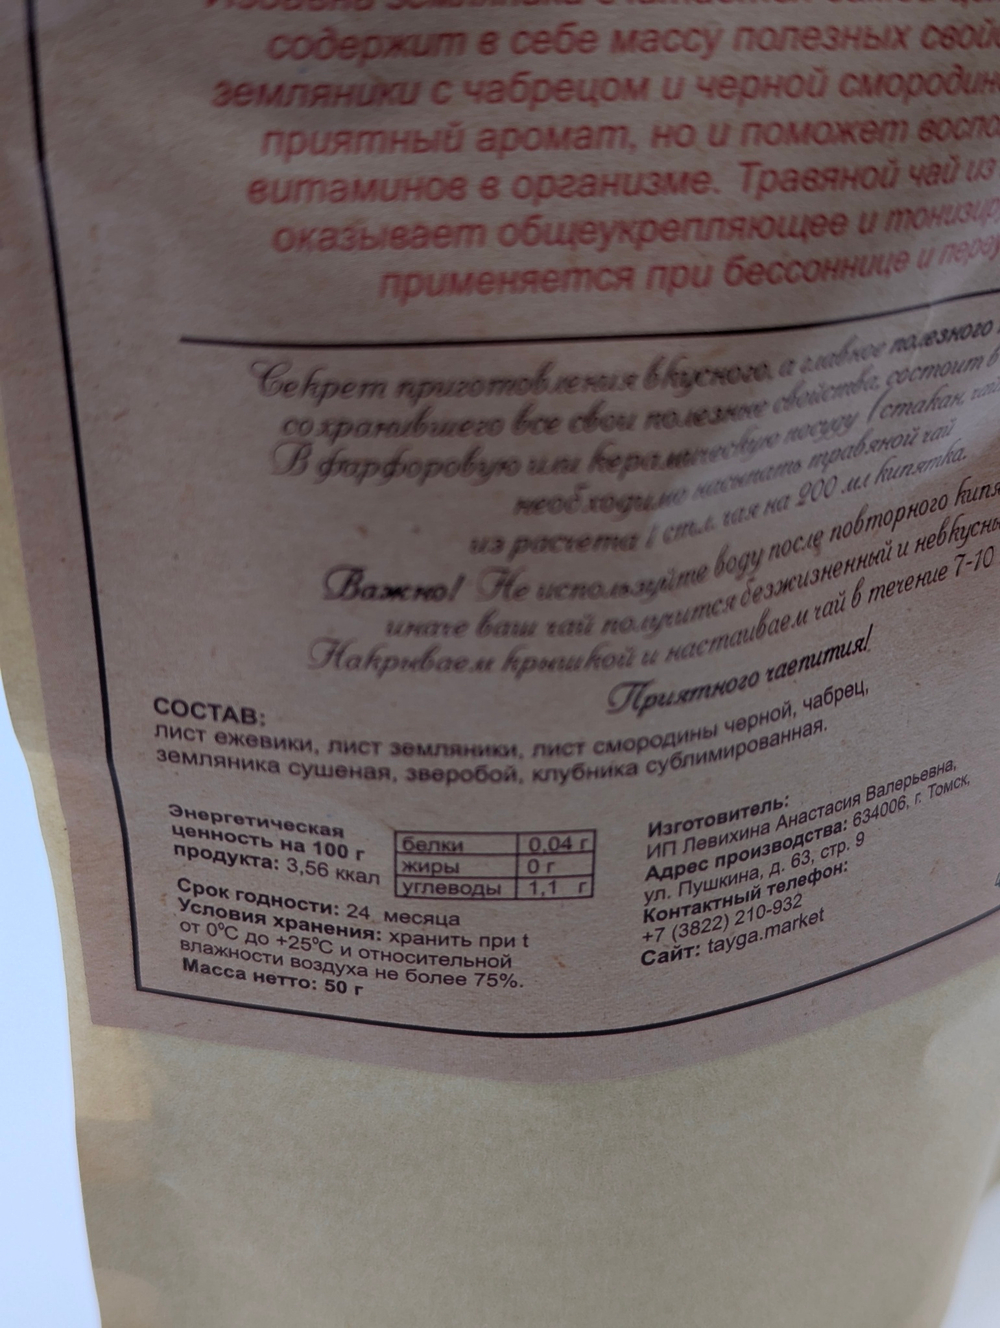 содержит в себе массу полезных свой
земляники с чабрецом и черной смородин
приятный аромат, но и поможет воспо
витаминов в организме. Травяной чай из
оказывает общеукрепляющее и тонизир
применяется при бессоннице и пере
Секрет приготовления вкусного, а главное полезного
сохранившего все свои полезные свойства, состоит в
В фарфоровую или керамическую посуду (стакан,
необходимо насыпать травяной чай
из расчета 1 ст.л. чая на 200 мл кипятка.
Важно! Не используйте воду после повторного кипя
иначе ваш чай получится безжизненный и невкусны
Накрываем крышкой и настаиваем чай в течение 7-10
Приятного чаепития!
СОСТАВ:
лист ежевики, лист земляники, лист смородины черной, чабрец,
земляника сушеная, зверобой, клубника сублимированная.
Энергетическая
ценность на 100 г
продукта: 3,56 ккал
белки 0,04 г
жиры 0 г
углеводы 1,1 г
Срок годности: 24 месяца
Условия хранения: хранить при t
от 0°С до +25°С и относительной
влажности воздуха не более 75%.
Масса нетто: 50 г
Изготовитель:
ИП Левихина Анастасия Валерьевна,
Адрес производства: 634006, г. Томск,
ул. Пушкина, д. 63, стр. 9
Контактный телефон:
+7 (3822) 210-932
Сайт: tayga.market